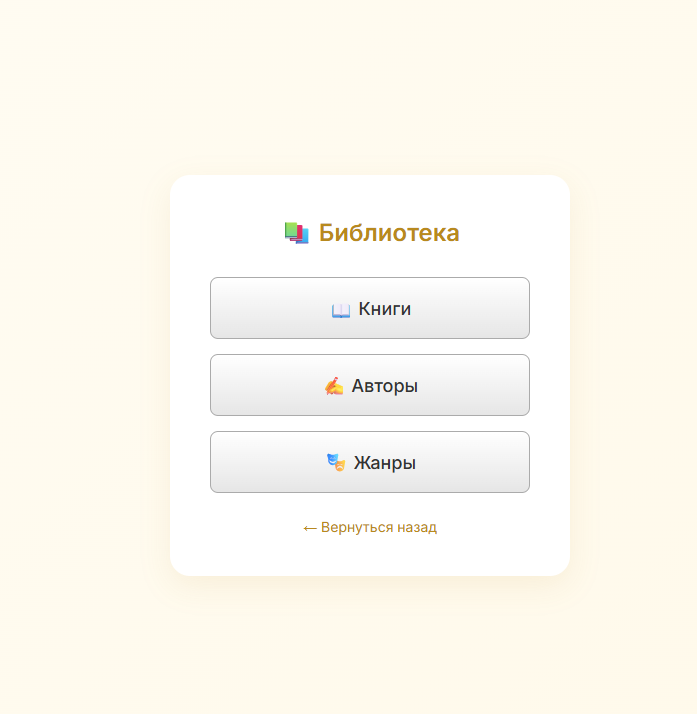 📚 Библиотека
📖 Книги
✍️ Авторы
🎭 Жанры
← Вернуться назад